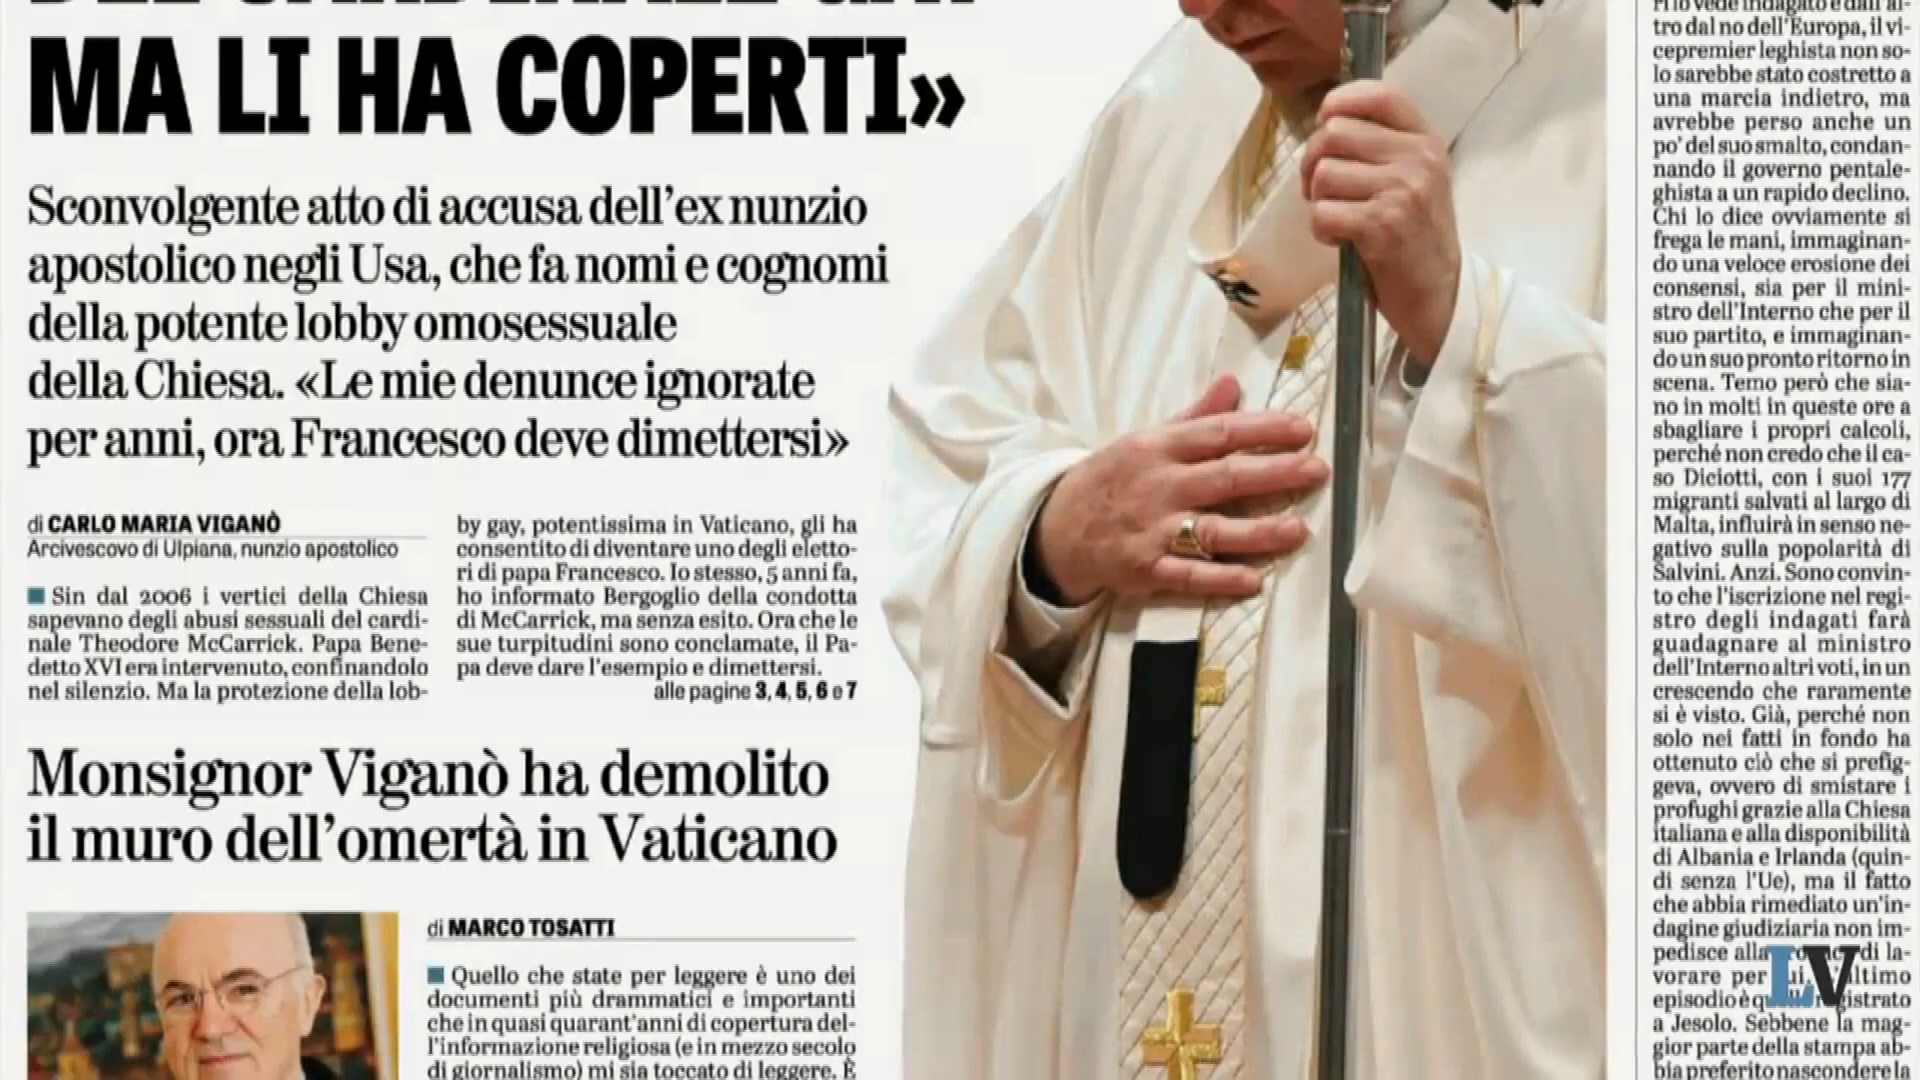 MA LI HA COPERTI»
Sconvolgente atto di accusa dell'ex nunzio
apostolico negli Usa, che fa nomi e cognomi
della potente lobby omosessuale
della Chiesa. «Le mie denunce ignorate
per anni, ora Francesco deve dimettersi»
di CARLO MARIA VIGANÒ
Arcivescovo di Ulpiana, nunzio apostolico
Sin dal 2006 i vertici della Chiesa
sapevano degli abusi sessuali del cardi-
nale Theodore McCarrick. Papa Bene-
detto XVI era intervenuto, confinandolo
nel silenzio. Ma la protezione della lob-
by gay, potentissima in Vaticano, gli ha
consentito di diventare uno degli eletto-
ri di papa Francesco. Io stesso, 5 anni fa,
ho informato Bergoglio della condotta
di McCarrick, ma senza esito. Ora che le
sue turpitudini sono conclamate, il Pa-
pa deve dare l'esempio e dimettersi.
alle pagine 3, 4, 5, 6 e 7
Monsignor Viganò ha demolito
il muro dell'omertà in Vaticano
di MARCO TOSATTI
Quello che state per leggere è uno dei
documenti più drammatici e importanti
che in quasi quarant'anni di copertura del-
l'informazione religiosa (e in mezzo secolo
di giornalismo) mi sia toccato di leggere. È
ri lo vede indagato e dall'al-
tro dal no dell'Europa, il vi-
cepremier leghista non so-
lo sarebbe stato costretto a
una marcia indietro, ma
avrebbe perso anche un
po' del suo smalto, condan-
nando il governo pentale-
ghista a un rapido declino.
Chi lo dice ovviamente si
frega le mani, immaginan-
do una veloce erosione dei
consensi, sia per il mini-
stro dell'Interno che per il
suo partito, e immaginan-
do un suo pronto ritorno in
scena. Temo però che sia-
no in molti in queste ore a
sbagliare i propri calcoli,
perché non credo che il ca-
so Diciotti, con i suoi 177
migranti salvati al largo di
Malta, influirà in senso ne-
gativo sulla popolarità di
Salvini. Anzi. Sono convin-
to che l'iscrizione nel regi-
stro degli indagati farà
guadagnare al ministro
dell'Interno altri voti, in un
crescendo che raramente
si è visto. Già, perché non
solo nei fatti in fondo ha
ottenuto ciò che si prefig-
geva, ovvero di smistare i
profughi grazie alla Chiesa
italiana e alla disponibilità
di Albania e Irlanda (quin-
di senza l'Ue), ma il fatto
che abbia rimediato un'in-
dagine giudiziaria non im-
pedisce alla di la-
vorare per ultimo
episodio è registrato
a Jesolo. Sebbene la mag-
gior parte della stampa ab-
bia preferito nascondere la
LV